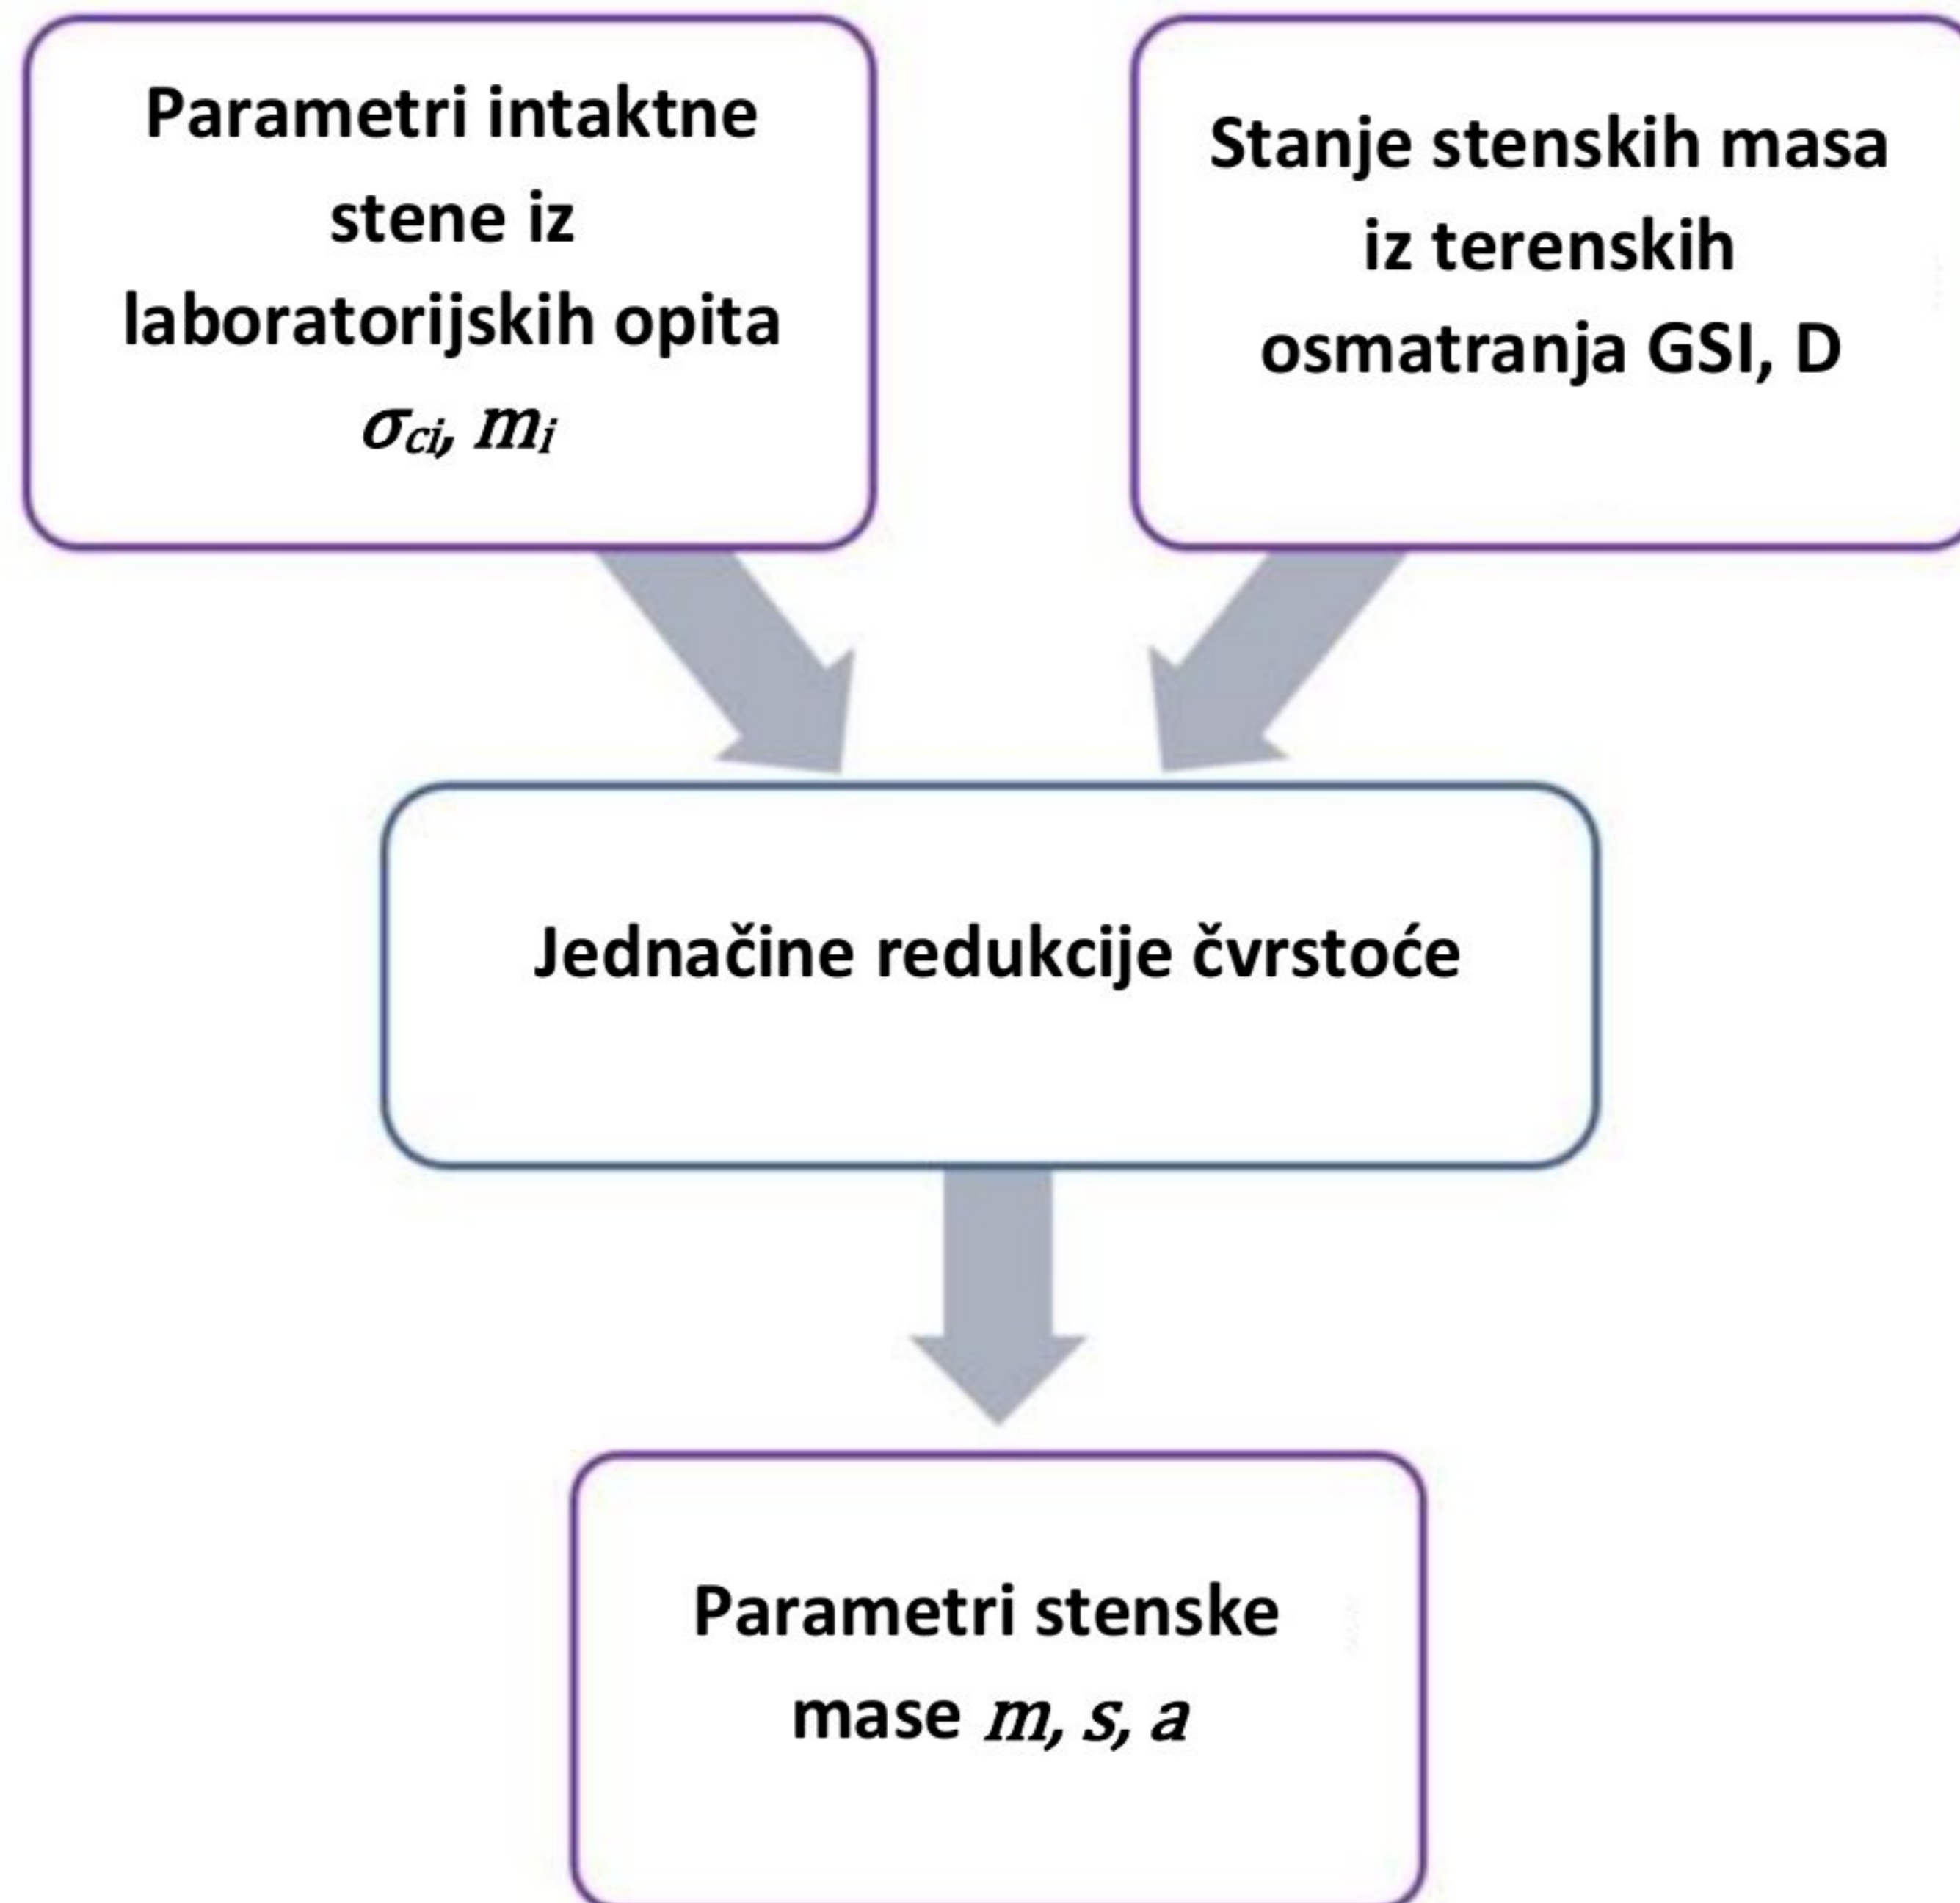 Parametri intaktne
stene iz
laboratorijskih opita
σci, mi
Stanje stenskih masa
iz terenskih
osmatranja GSI, D
Jednačine redukcije čvrstoće
Parametri stenske
mase m, s, a